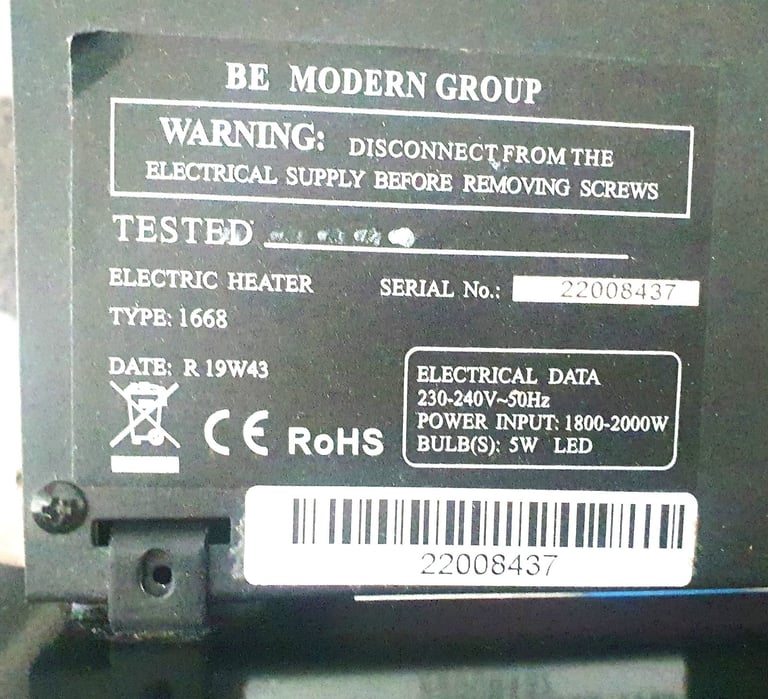 BE MODERN GROUP
WARNING: DISCONNECT FROM THE
ELECTRICAL SUPPLY BEFORE REMOVING SCREWS
TESTED
ELECTRIC HEATER
SERIAL No.: 22008437
TYPE: 1668
DATE: R 19W43
CE RoHS
ELECTRICAL DATA
230-240V~50Hz
POWER INPUT: 1800-2000W
BULB(S): 5W LED
22008437